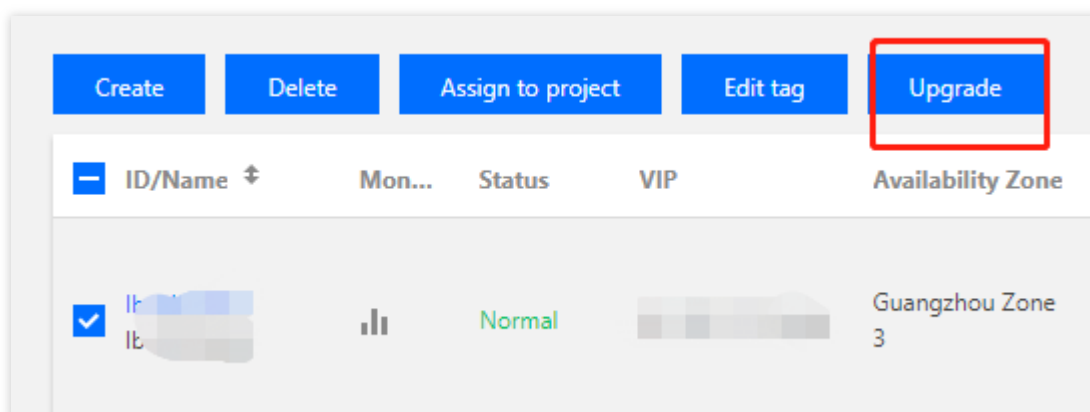 Create Delete Assign to project Edit tag Upgrade
ID/Name Mon... Status VIP Availability Zone
Normal Guangzhou Zone
3